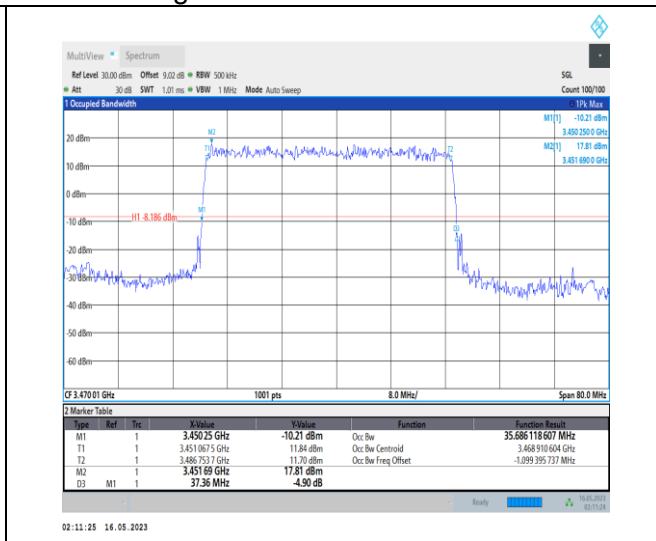 MultiView Spectrum
Ref Level 30.00 dBm Offset 9.02 dB RBW 500 kHz SGL
Att 30 dB SWT 1.01 ms VBW 1 MHz Mode Auto Sweep Count 100/100
1 Occupied Bandwidth 1Pk Max
M1[1] -10.21 dBm
3.450 250 0 GHz
M2[1] 17.81 dBm
3.451 690 0 GHz
M2
20 dBm
T1 T2
10 dBm
0 dBm
M1
H1 -8.186 dBm
-10 dBm
D3
-20 dBm
-30 dBm
-40 dBm
-50 dBm
-60 dBm
CF 3.470 01 GHz 1001 pts 8.0 MHz/ Span 80.0 MHz
2 Marker Table
Type Ref Trc X-Value Y-Value Function Function Result
M1 1 3.450 25 GHz -10.21 dBm Occ Bw 35.686 118 607 MHz
T1 1 3.451 067 5 GHz 11.84 dBm Occ Bw Centroid 3.468 910 604 GHz
T2 1 3.486 753 7 GHz 11.70 dBm Occ Bw Freq Offset -1.099 395 737 MHz
M2 1 3.451 69 GHz 17.81 dBm
D3 M1 1 37.36 MHz -4.90 dB
Ready 16.05.2023
02:11:24
02:11:25 16.05.2023